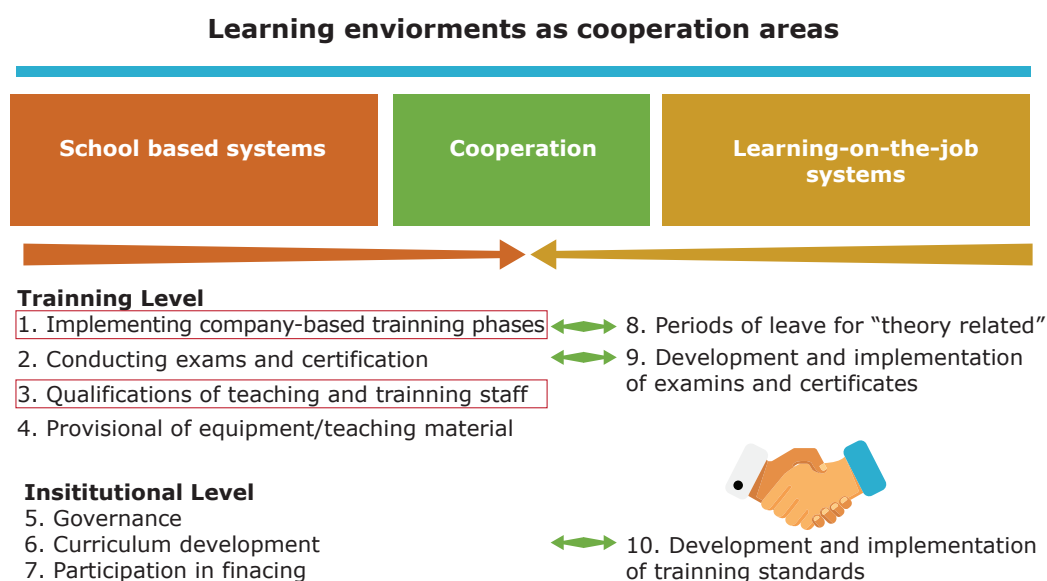 Learning enviorments as cooperation areas
School based systems
Cooperation
Learning-on-the-job
systems
Trainning Level
1. Implementing company-based trainning phases
2. Conducting exams and certification
3. Qualifications of teaching and trainning staff
4. Provisional of equipment/teaching material
8. Periods of leave for “theory related”
9. Development and implementation
of examins and certificates
Insititutional Level
5. Governance
6. Curriculum development
7. Participation in finacing
10. Development and implementation
of trainning standards